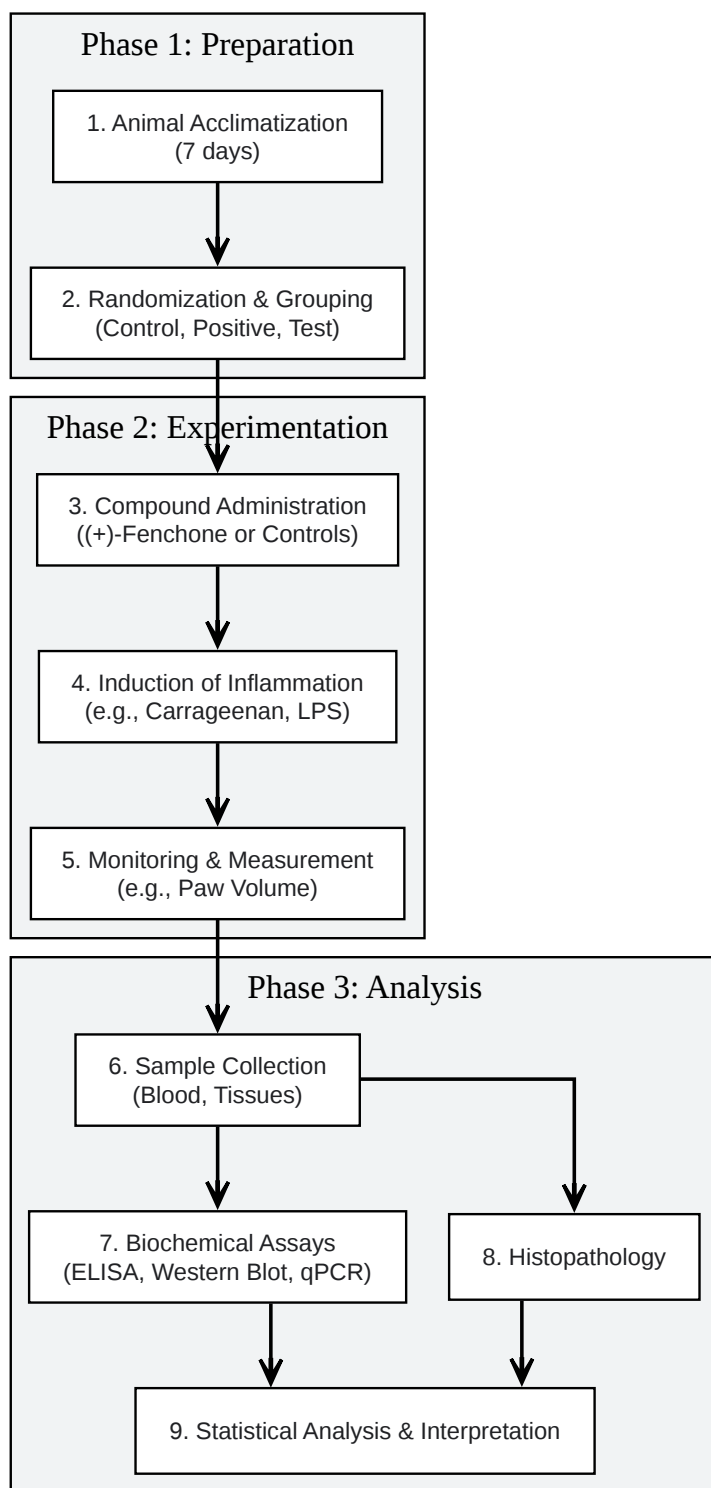 Phase 1: Preparation
1. Animal Acclimatization
(7 days)
2. Randomization & Grouping
(Control, Positive, Test)
Phase 2: Experimentation
3. Compound Administration
((+)-Fenchone or Controls)
4. Induction of Inflammation
(e.g., Carrageenan, LPS)
5. Monitoring & Measurement
(e.g., Paw Volume)
Phase 3: Analysis
6. Sample Collection
(Blood, Tissues)
7. Biochemical Assays
(ELISA, Western Blot, qPCR)
8. Histopathology
9. Statistical Analysis & Interpretation